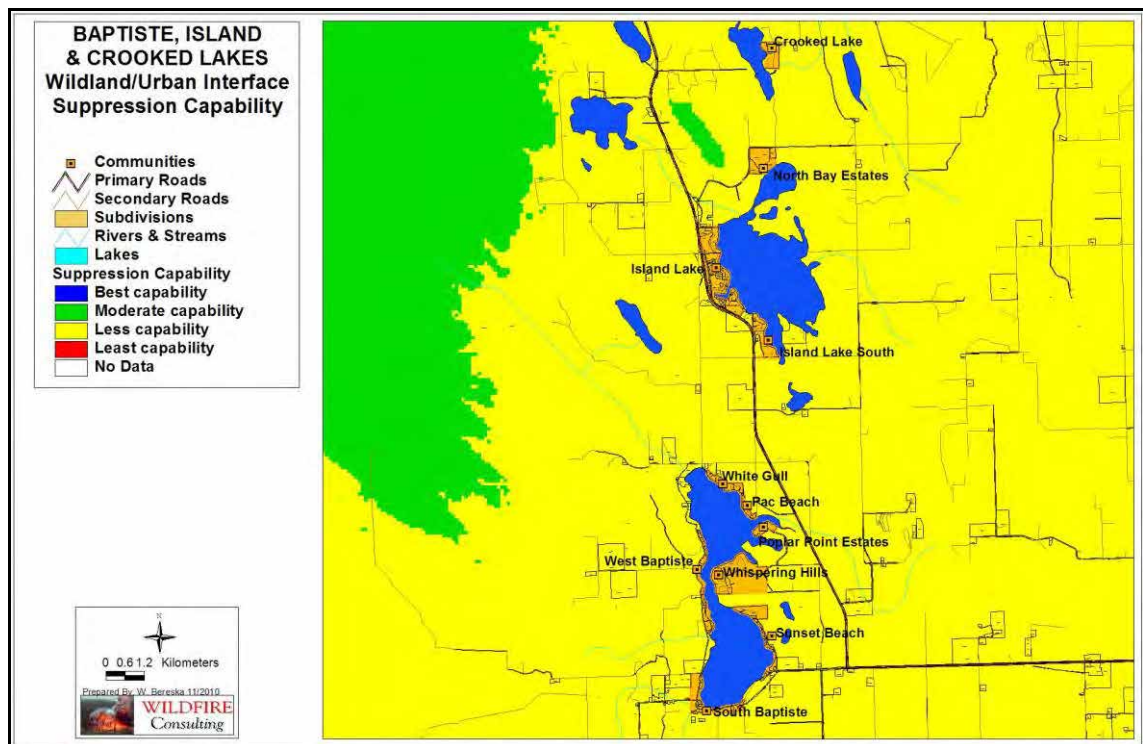 BAPTISTE, ISLAND
& CROOKED LAKES
Wildland/Urban Interface
Suppression Capability
Communities
Primary Roads
Secondary Roads
Subdivisions
Rivers & Streams
Lakes
Suppression Capability
Best capability
Moderate capability
Less capability
Least capability
No Data
N
0 0.6 1.2 Kilometers
Prepared By: W. Bereska 11/2010
WILDFIRE
Consulting
Crooked Lake
North Bay Estates
Island Lake
Island Lake South
White Gull
Pac Beach
Poplar Point Estates
West Baptiste
Whispering Hills
Sunset Beach
South Baptiste